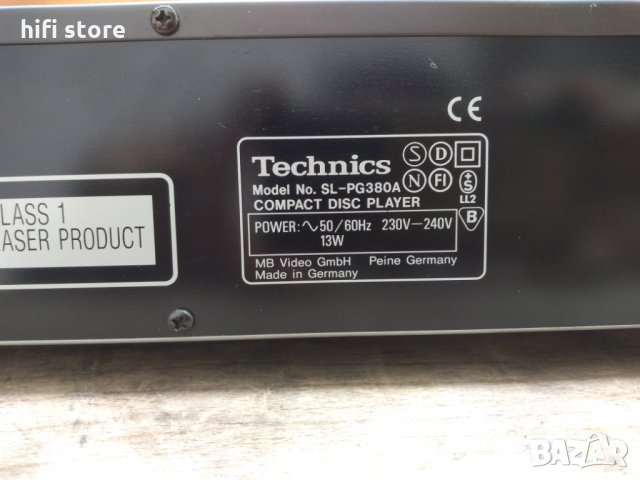 hifi store
CE
Technics S D
Model No. SL-PG380A N FI S
COMPACT DISC PLAYER LL2
B
POWER: ∿50/60Hz 230V-240V
13W
MB Video GmbH Peine Germany
Made in Germany
LASS 1
ASER PRODUCT
BAZAR